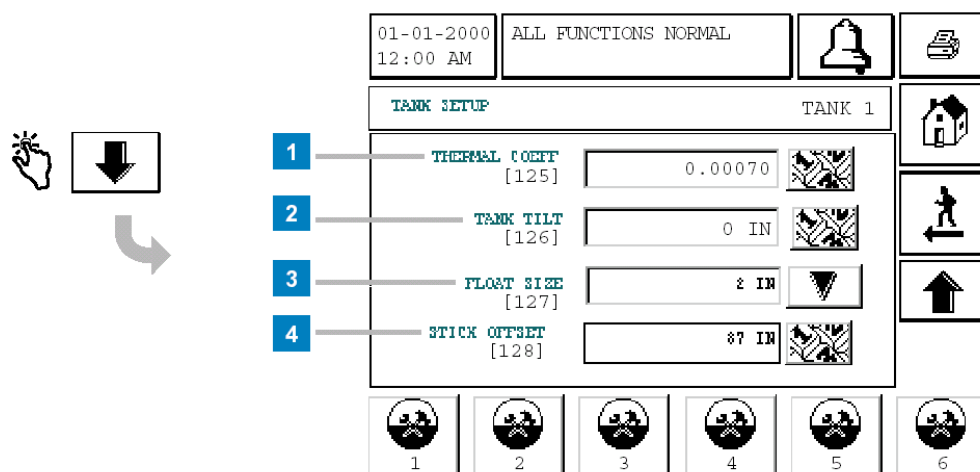 01-01-2000
12:00 AM
ALL FUNCTIONS NORMAL
TANK SETUP
TANK 1
1
THERMAL COEFF
[125]
0.00070
2
TANK TILT
[126]
0 IN
3
FLOAT SIZE
[127]
2 IN
4
STICK OFFSET
[128]
87 IN
1
2
3
4
5
6